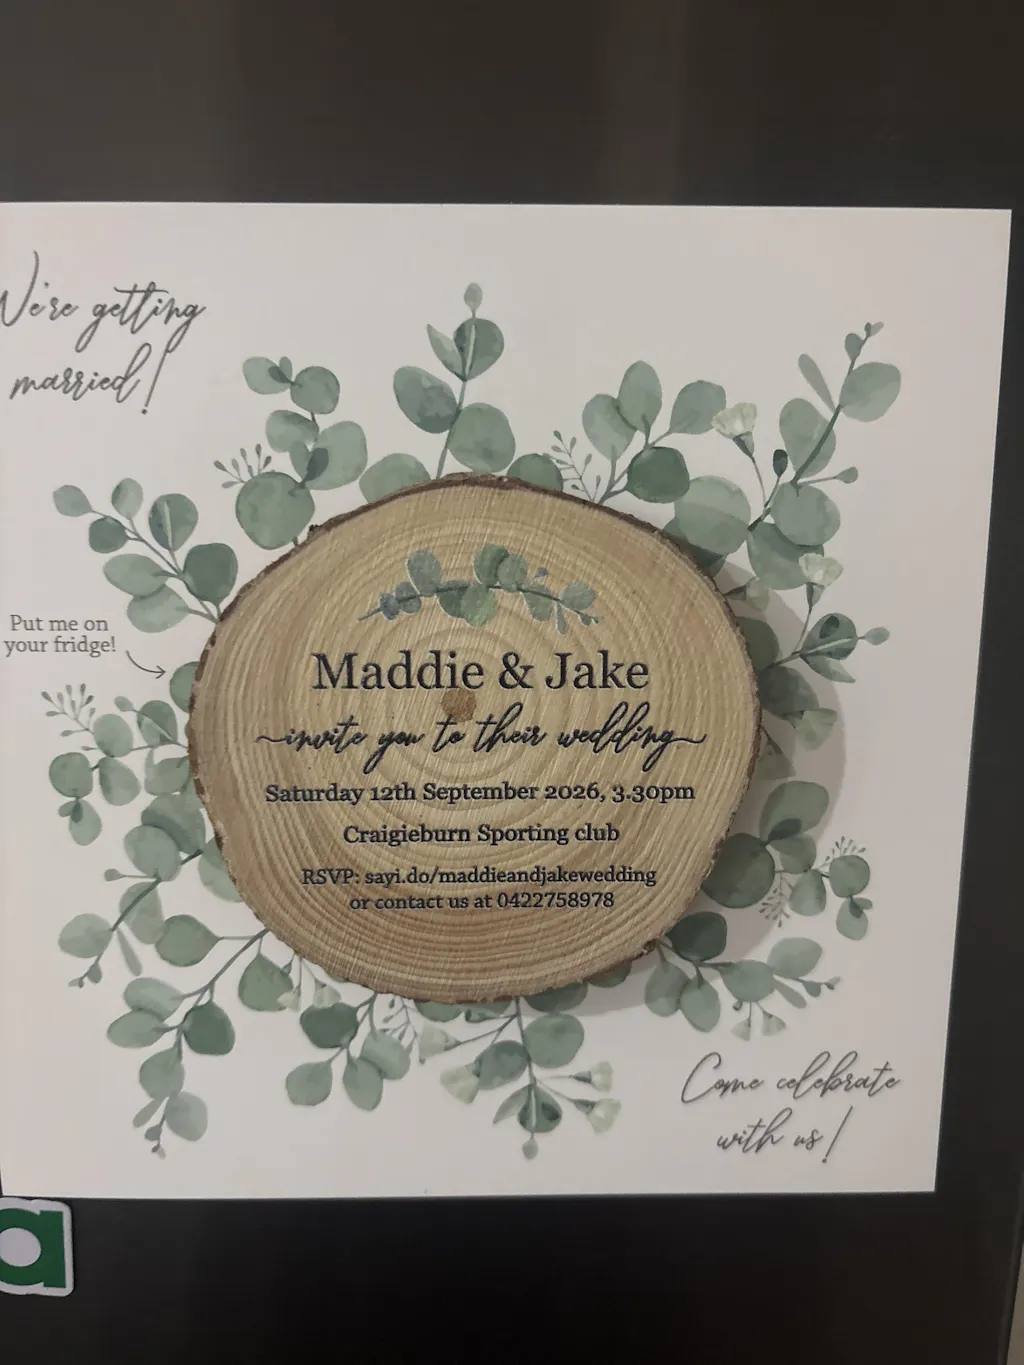 We're getting
married!
Put me on
your fridge!
Maddie & Jake
invite you to their wedding
Saturday 12th September 2026, 3.30pm
Craigieburn Sporting club
RSVP: sayi.do/maddieandjakewedding
or contact us at 0422758978
Come celebrate
with us!
a